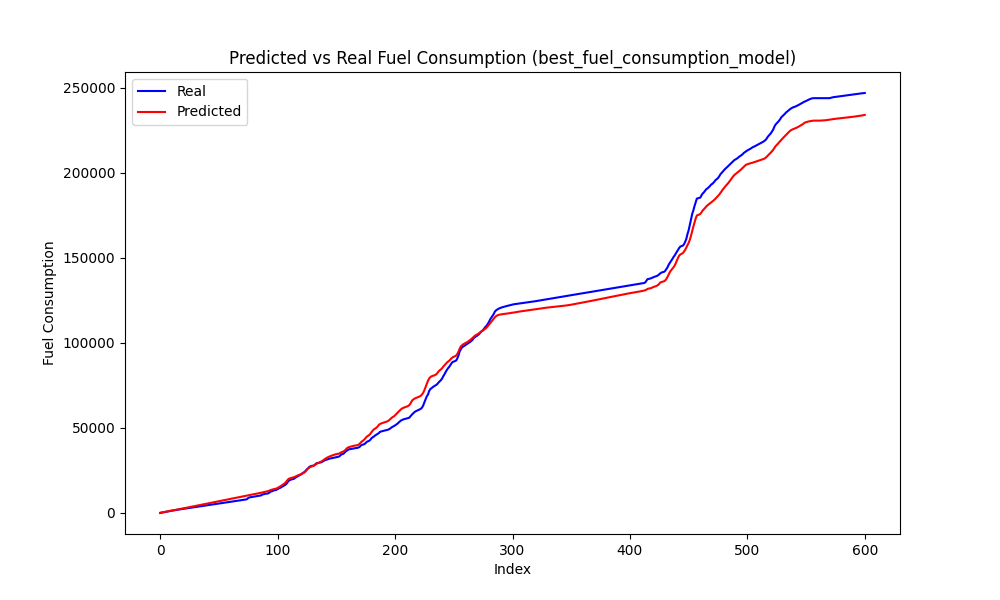 Predicted vs Real Fuel Consumption (best_fuel_consumption_model)
Real
Predicted
250000
200000
150000
100000
50000
0
Fuel Consumption
0 100 200 300 400 500 600
Index